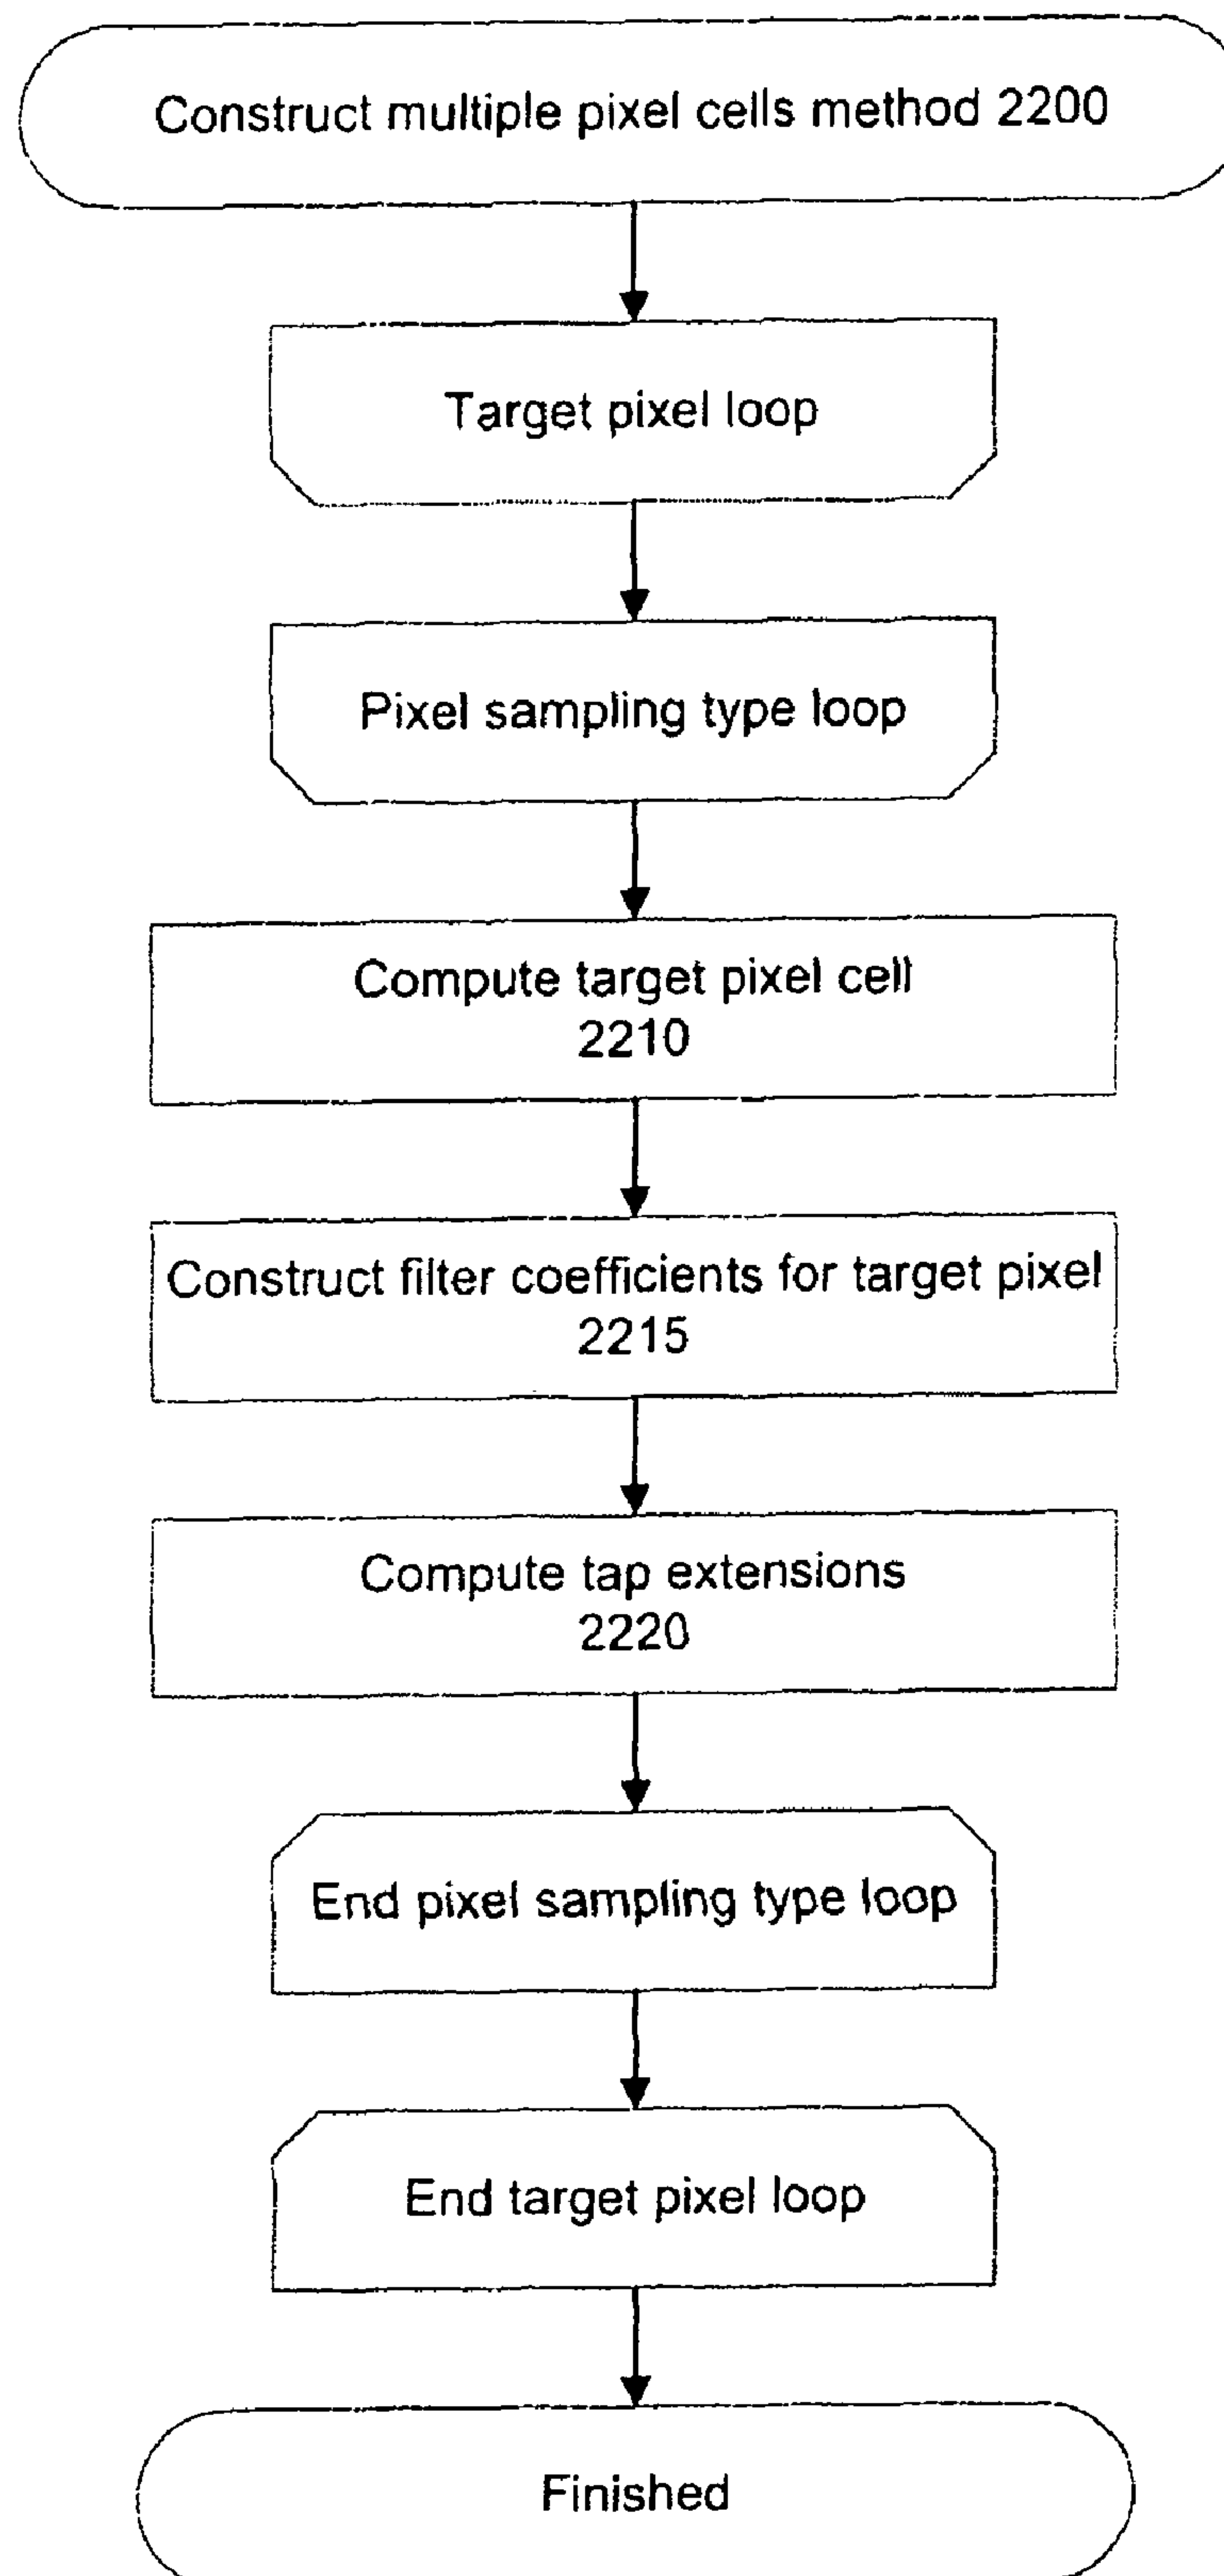 Construct multiple pixel cells method 2200
Target pixel loop
Pixel sampling type loop
Compute target pixel cell
2210
Construct filter coefficients for target pixel
2215
Compute tap extensions
2220
End pixel sampling type loop
End target pixel loop
Finished